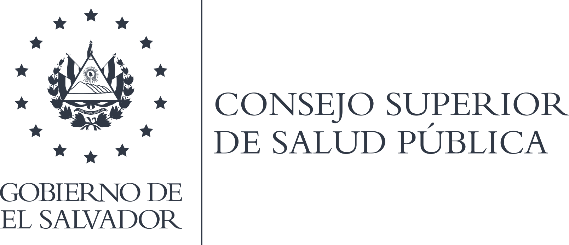 GOBIERNO DE
EL SALVADOR
CONSEJO SUPERIOR
DE SALUD PÚBLICA